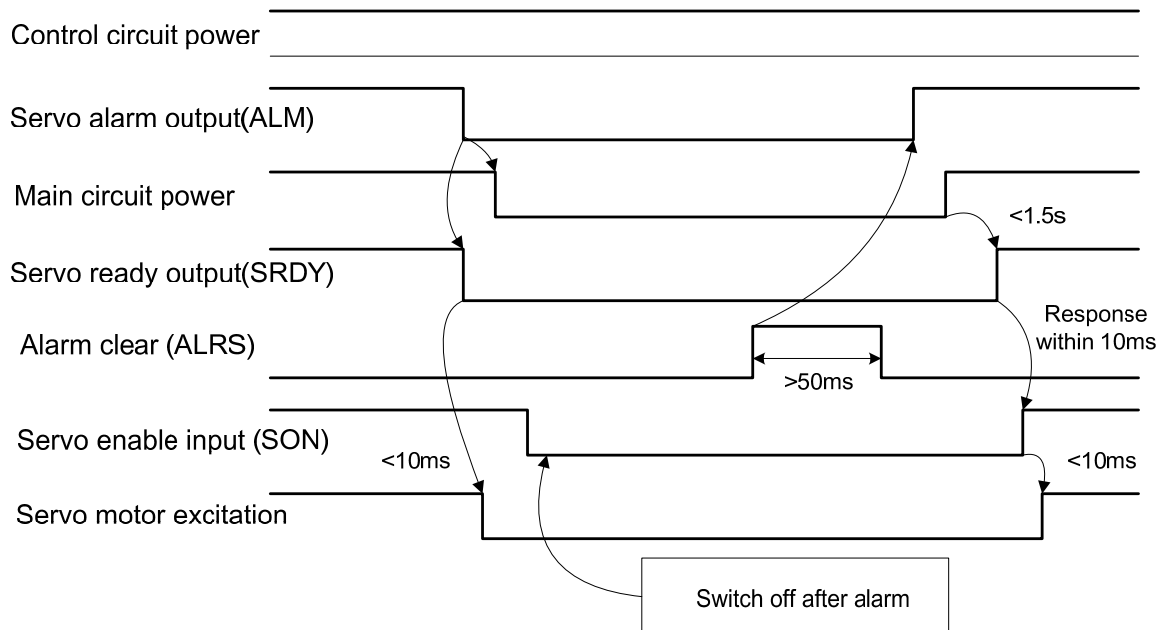 Control circuit power
Servo alarm output(ALM)
Main circuit power
<1.5s
Servo ready output(SRDY)
Response
within 10ms
Alarm clear (ALRS)
>50ms
Servo enable input (SON)
<10ms
<10ms
Servo motor excitation
Switch off after alarm